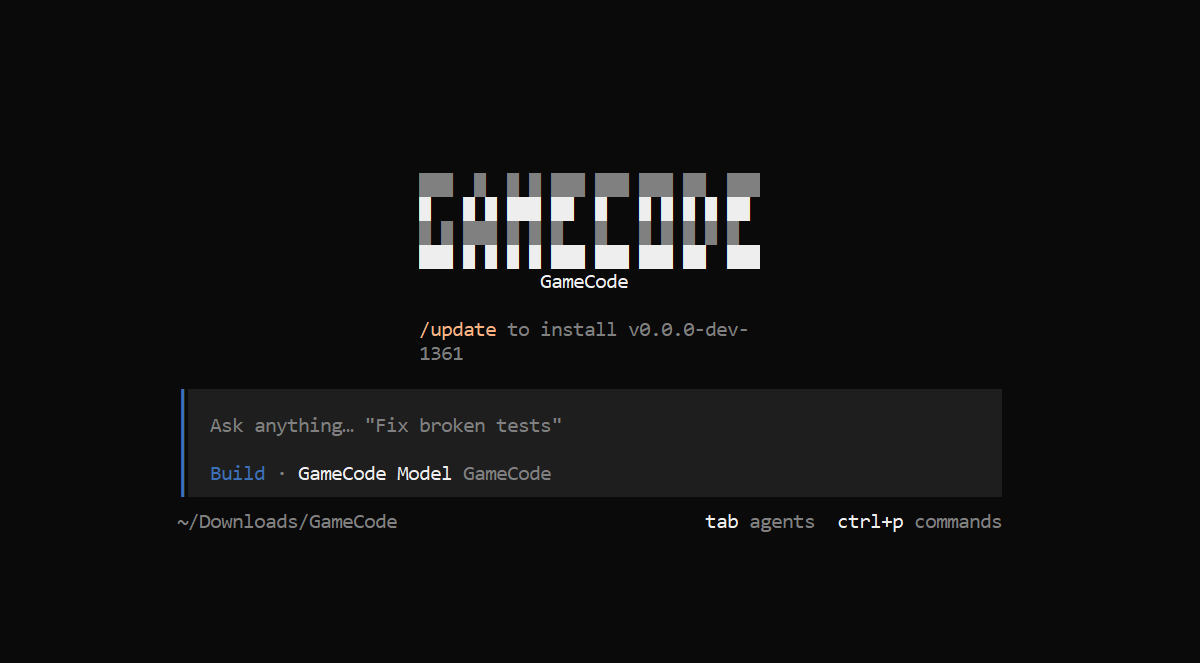 GAMECODE
GameCode
/update to install v0.0.0-dev-
1361
Ask anything… "Fix broken tests"
Build · GameCode Model GameCode
~/Downloads/GameCode tab agents ctrl+p commands